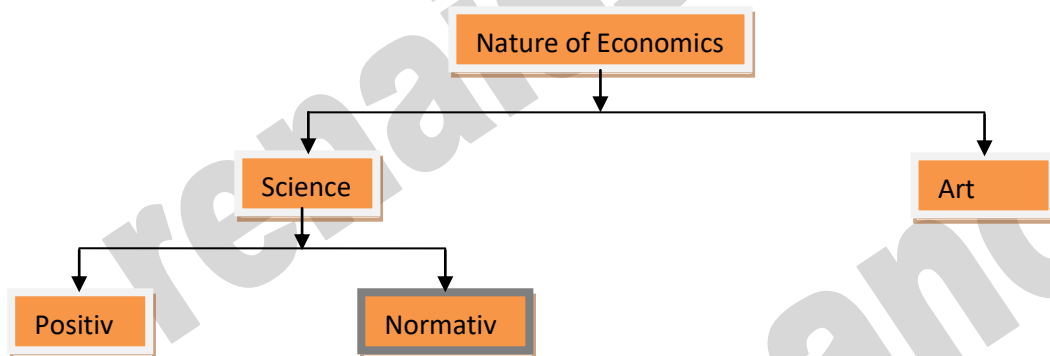 Nature of Economics
Science
Art
Positiv
Normativ